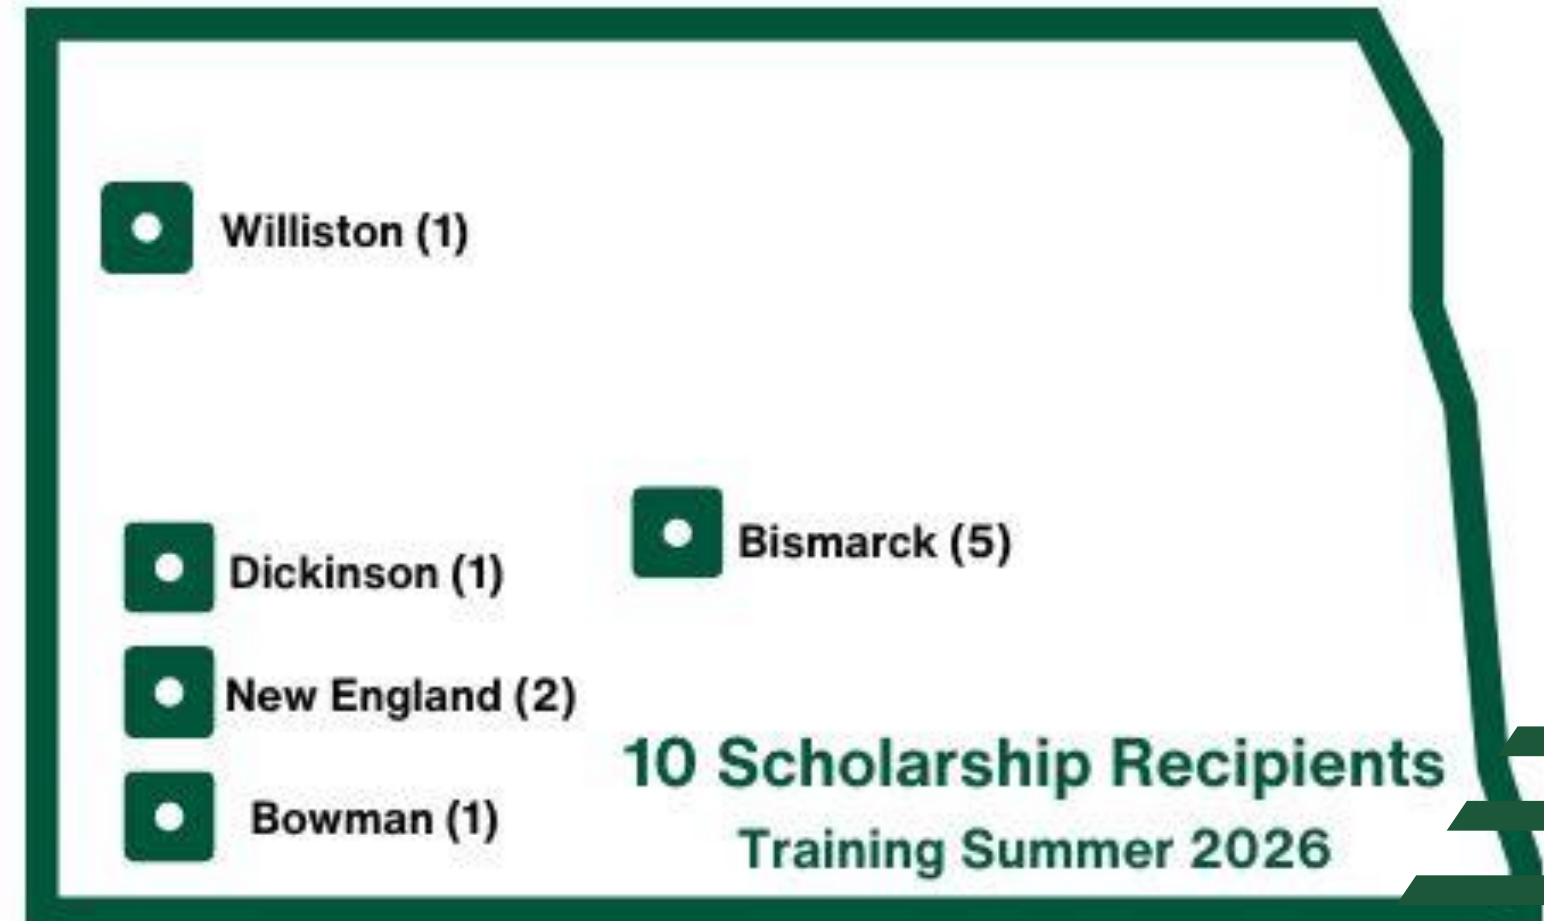 Williston (1)
Bismarck (5)
Dickinson (1)
New England (2)
10 Scholarship Recipients
Bowman (1)
Training Summer 2026